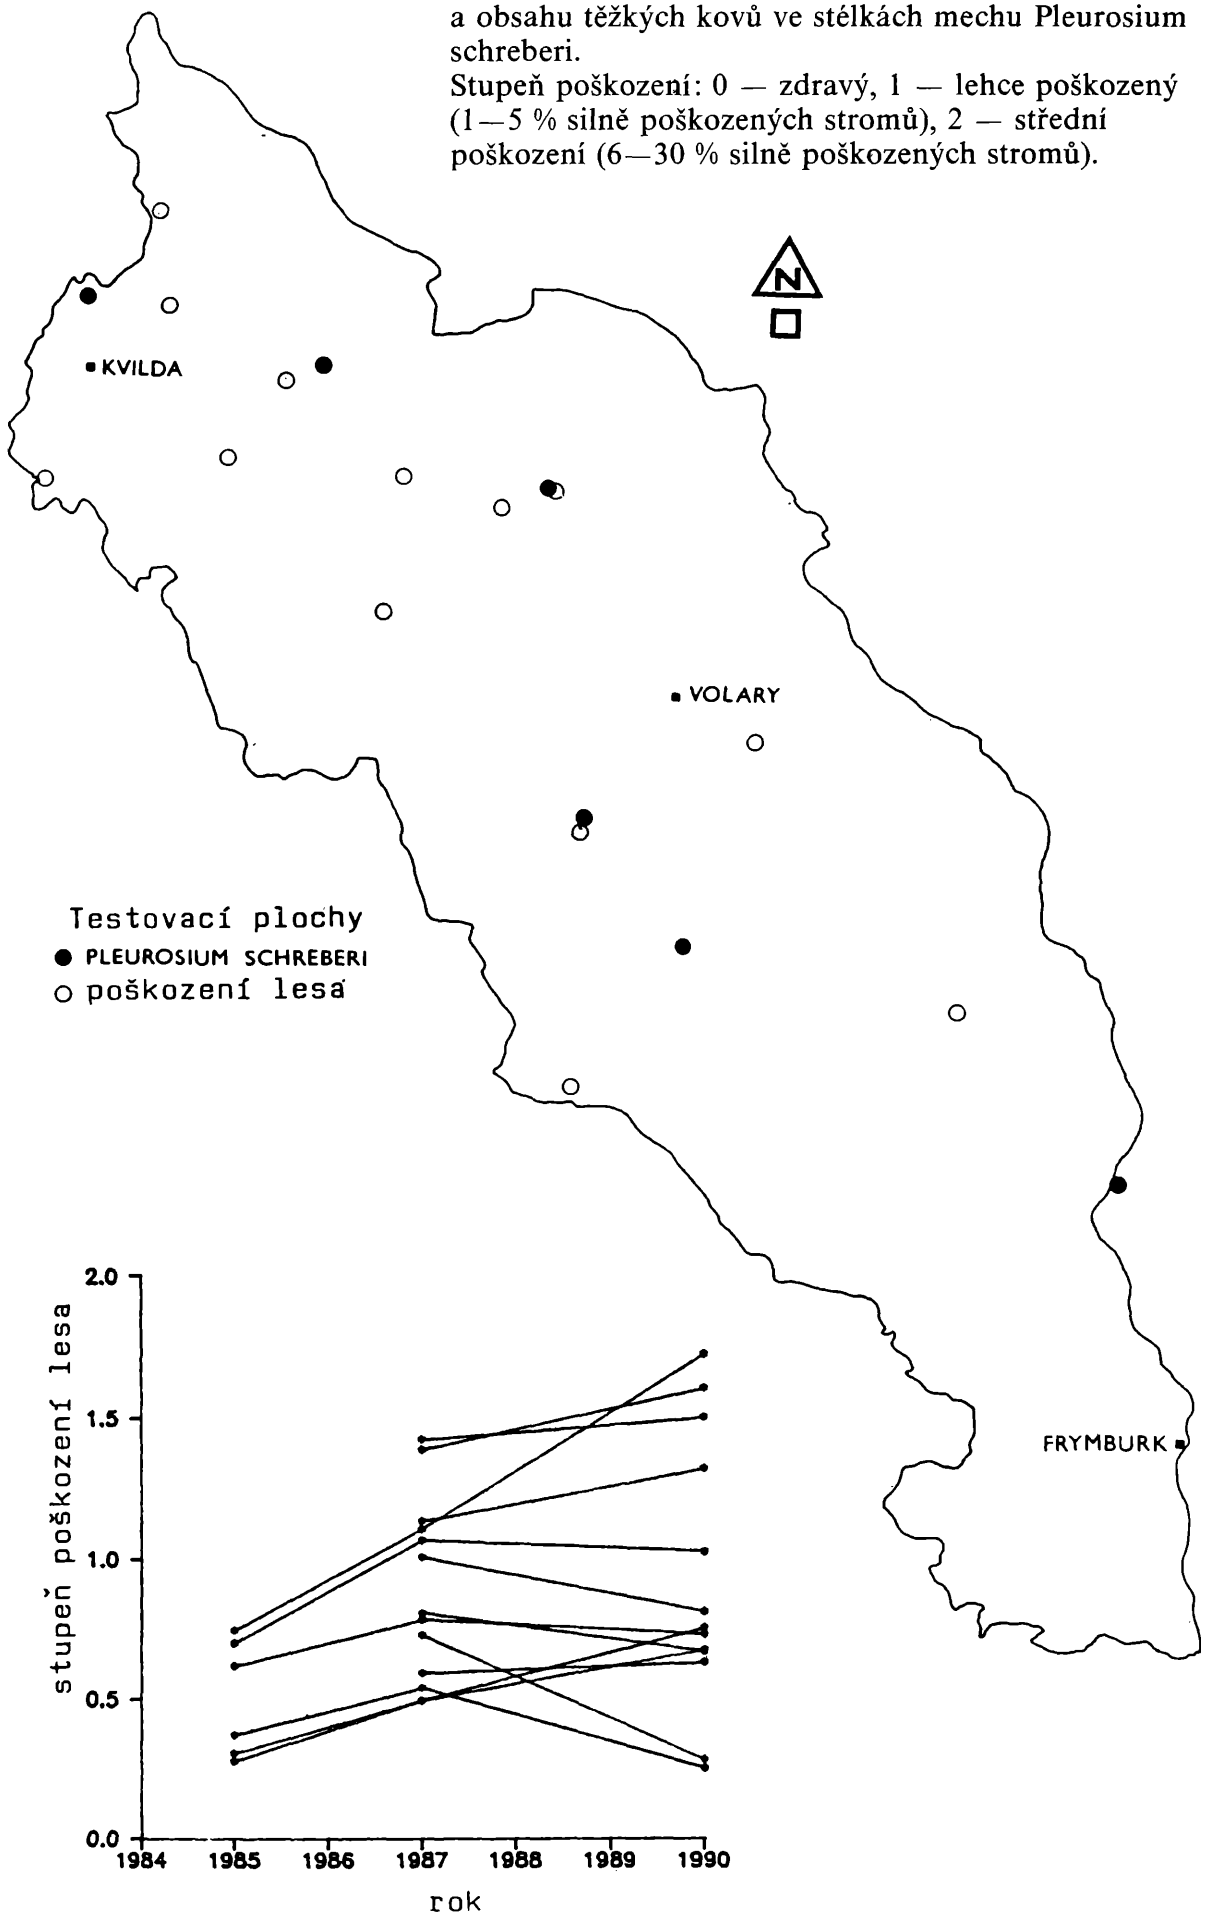 a obsahu těžkých kovů ve stélkách mechu Pleurosium
schreberi.
Stupeň poškození: 0 — zdravý, 1 — lehce poškozený
(1—5 % silně poškozených stromů), 2 — střední
poškození (6—30 % silně poškozených stromů).
N
KVILDA
VOLARY
Testovací plochy
PLEUROSIUM SCHREBERI
poškození lesa
FRYMBURK
stupeň poškození lesa
2.0
1.5
1.0
0.5
0.0
1984 1985 1986 1987 1988 1989 1990
rok